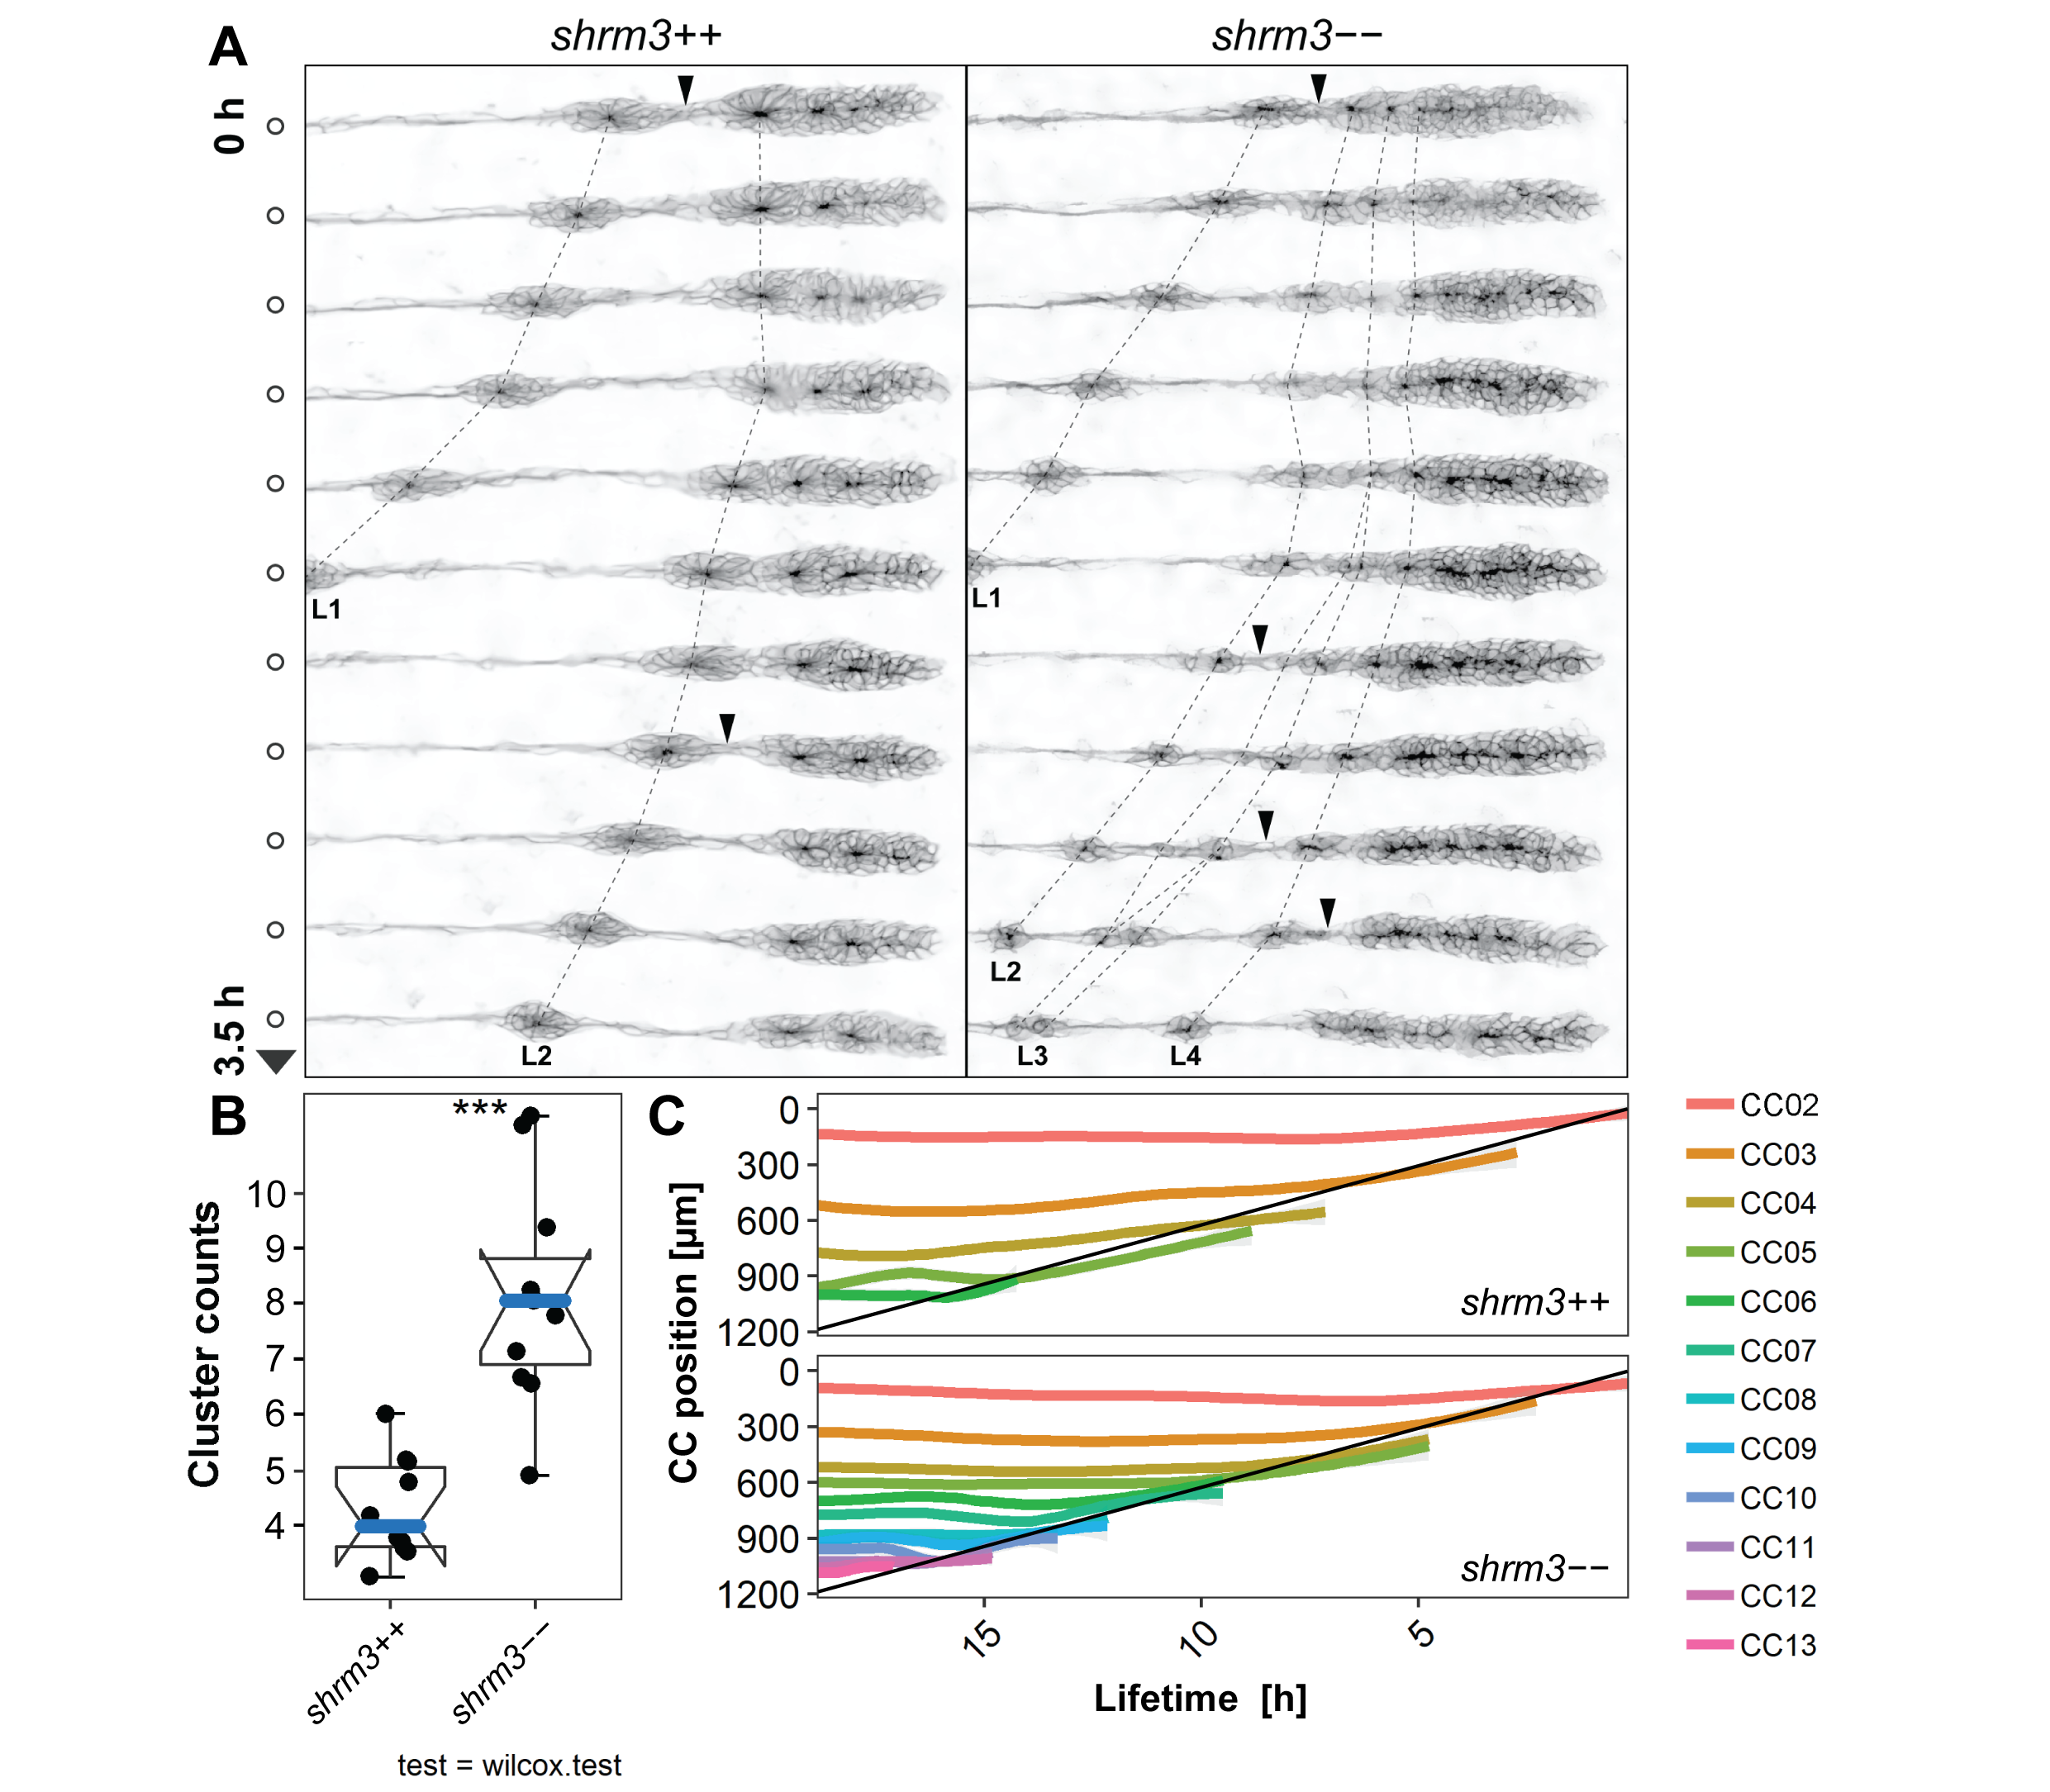 A
shrm3++
shrm3−−
0 h
3.5 h
L1
L2
L1
L2
L3
L4
B
***
Cluster counts
10
9
8
7
6
5
4
shrm3++
shrm3−−
test = wilcox.test
C
CC position [µm]
0
300
600
900
1200
shrm3++
0
300
600
900
1200
shrm3−−
15
10
5
Lifetime [h]
CC02
CC03
CC04
CC05
CC06
CC07
CC08
CC09
CC10
CC11
CC12
CC13